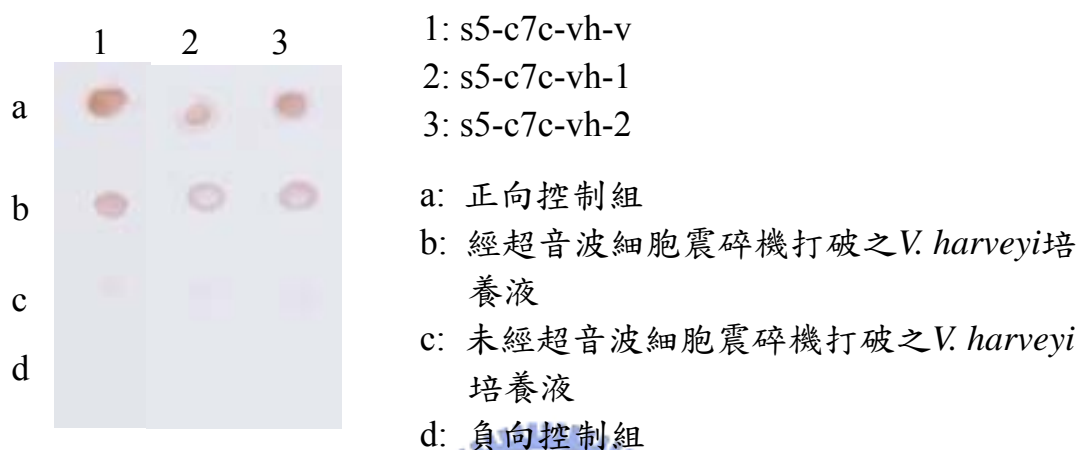 1 2 3
a
b
c
d
1: s5-c7c-vh-v
2: s5-c7c-vh-1
3: s5-c7c-vh-2
a: 正向控制組
b: 經超音波細胞震碎機打破之V. harveyi培
養液
c: 未經超音波細胞震碎機打破之V. harveyi
培養液
d: 負向控制組